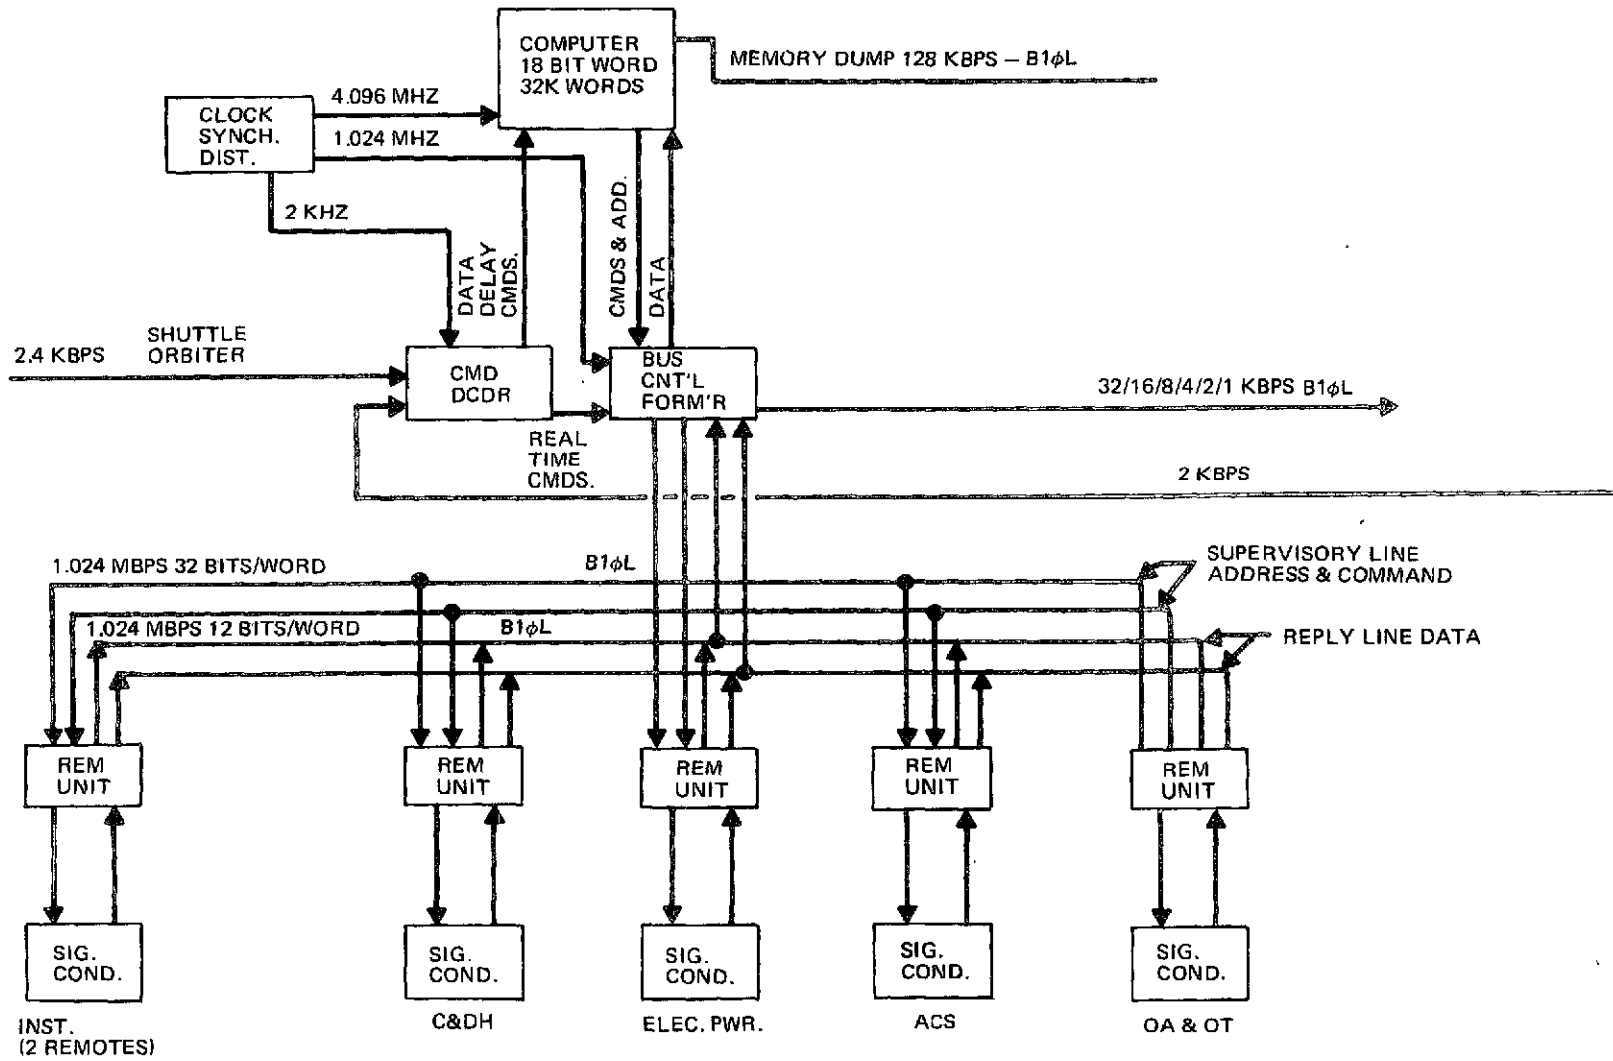 COMPUTER
18 BIT WORD
32K WORDS
MEMORY DUMP 128 KBPS – B1φL
CLOCK
SYNCH.
DIST.
4.096 MHZ
1.024 MHZ
2 KHZ
DATA
DELAY
CMDS.
CMDS & ADD.
DATA
2.4 KBPS
SHUTTLE
ORBITER
CMD
DCDR
BUS
CNT'L
FORM'R
32/16/8/4/2/1 KBPS B1φL
REAL
TIME
CMDS.
2 KBPS
1.024 MBPS 32 BITS/WORD
B1φL
SUPERVISORY LINE
ADDRESS & COMMAND
1.024 MBPS 12 BITS/WORD
B1φL
REPLY LINE DATA
REM
UNIT
REM
UNIT
REM
UNIT
REM
UNIT
REM
UNIT
SIG.
COND.
SIG.
COND.
SIG.
COND.
SIG.
COND.
SIG.
COND.
INST.
(2 REMOTES)
C&DH
ELEC. PWR.
ACS
OA & OT